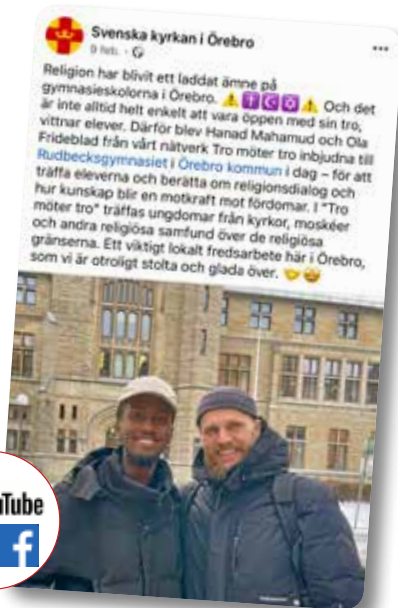 Svenska kyrkan i Örebro
9 feb. ·
Religion har blivit ett laddat ämne på
gymnasieskolorna i Örebro. ⚠️✝️☪️✡️⚠️ Och det
är inte alltid helt enkelt att vara öppen med sin tro,
vittnar elever. Därför blev Hanad Mahamud och Ola
Frideblad från vårt nätverk Tro möter tro inbjudna till
Rudbecksgymnasiet i Örebro kommun i dag – för att
träffa eleverna och berätta om religionsdialog och
hur kunskap blir en motkraft mot fördomar. I "Tro
möter tro" träffas ungdomar från kyrkor, moskéer
och andra religiösa samfund över de religiösa
gränserna. Ett viktigt lokalt fredsarbete här i Örebro,
som vi är otroligt stolta och glada över.
Tube
f